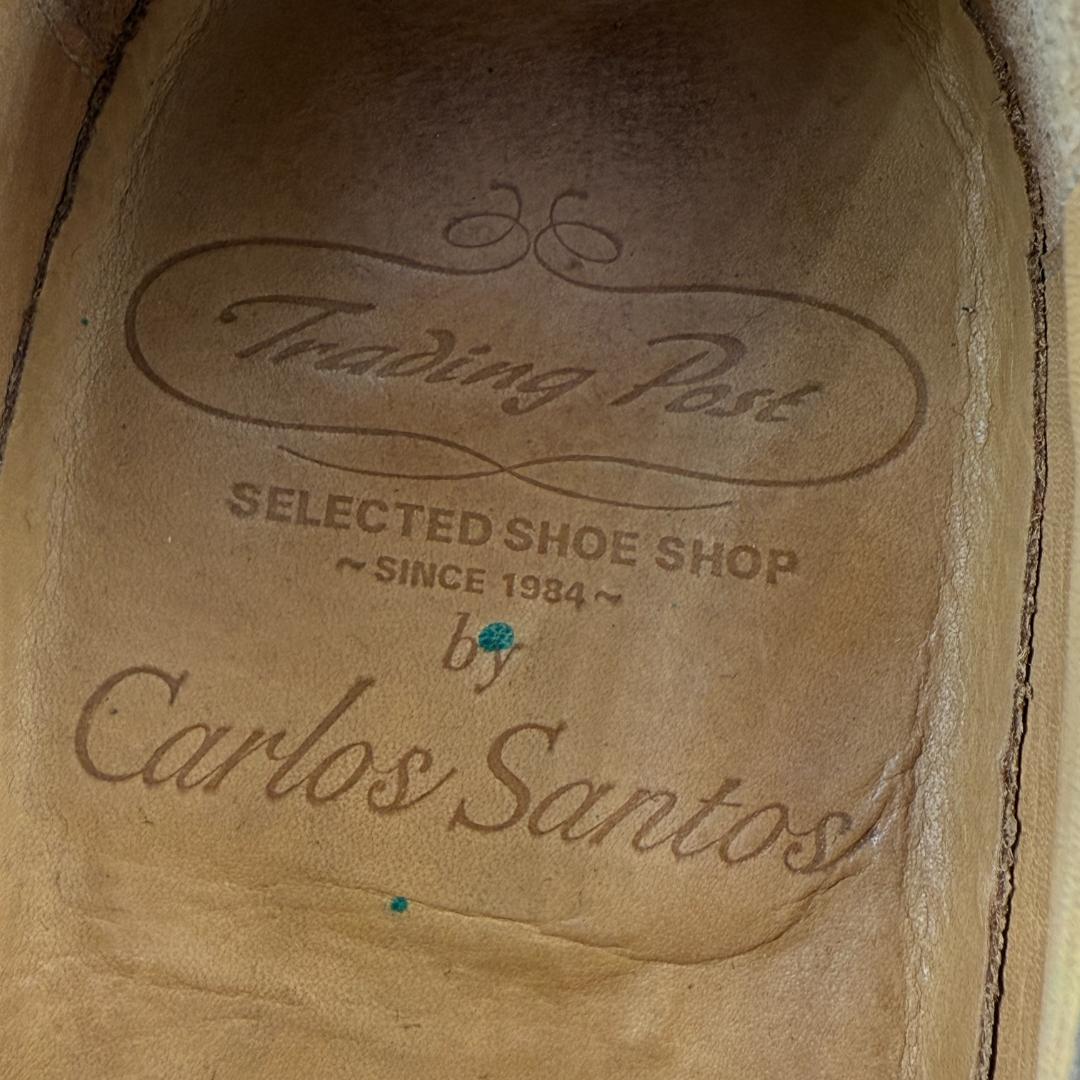 Trading Post
SELECTED SHOE SHOP
~SINCE 1984~
by
Carlos Santos